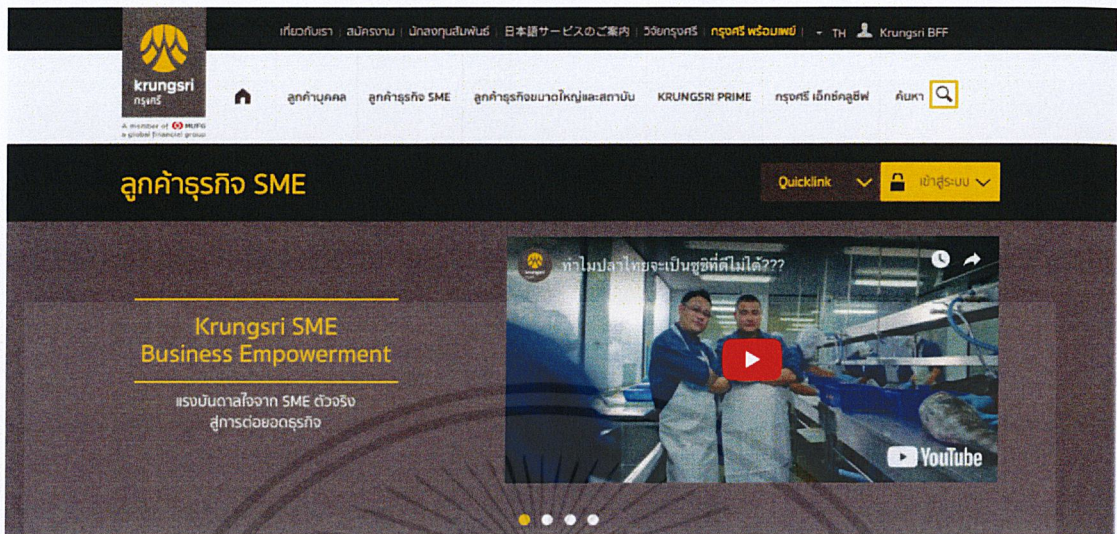 เกี่ยวกับเรา | สมัครงาน | นักลงทุนสัมพันธ์ | 日本語サービスのご案内 | วิจัยกรุงศรี | กรุงศรี พร้อมเพย์ | TH Krungsri BFF
krungsri
กรุงศรี
A member of MUFG
a global financial group
ลูกค้าบุคคล ลูกค้าธุรกิจ SME ลูกค้าธุรกิจขนาดใหญ่และสถาบัน KRUNGSRI PRIME กรุงศรี เอ็กซ์คลูซีฟ ค้นหา
ลูกค้าธุรกิจ SME
Quicklink เข้าสู่ระบบ
krungsri
ทำไมปลาไทยจะเป็นซูชิที่ดีไม่ได้???
Krungsri SME
Business Empowerment
แรงบันดาลใจจาก SME ตัวจริง
สู่การต่อยอดธุรกิจ
YouTube